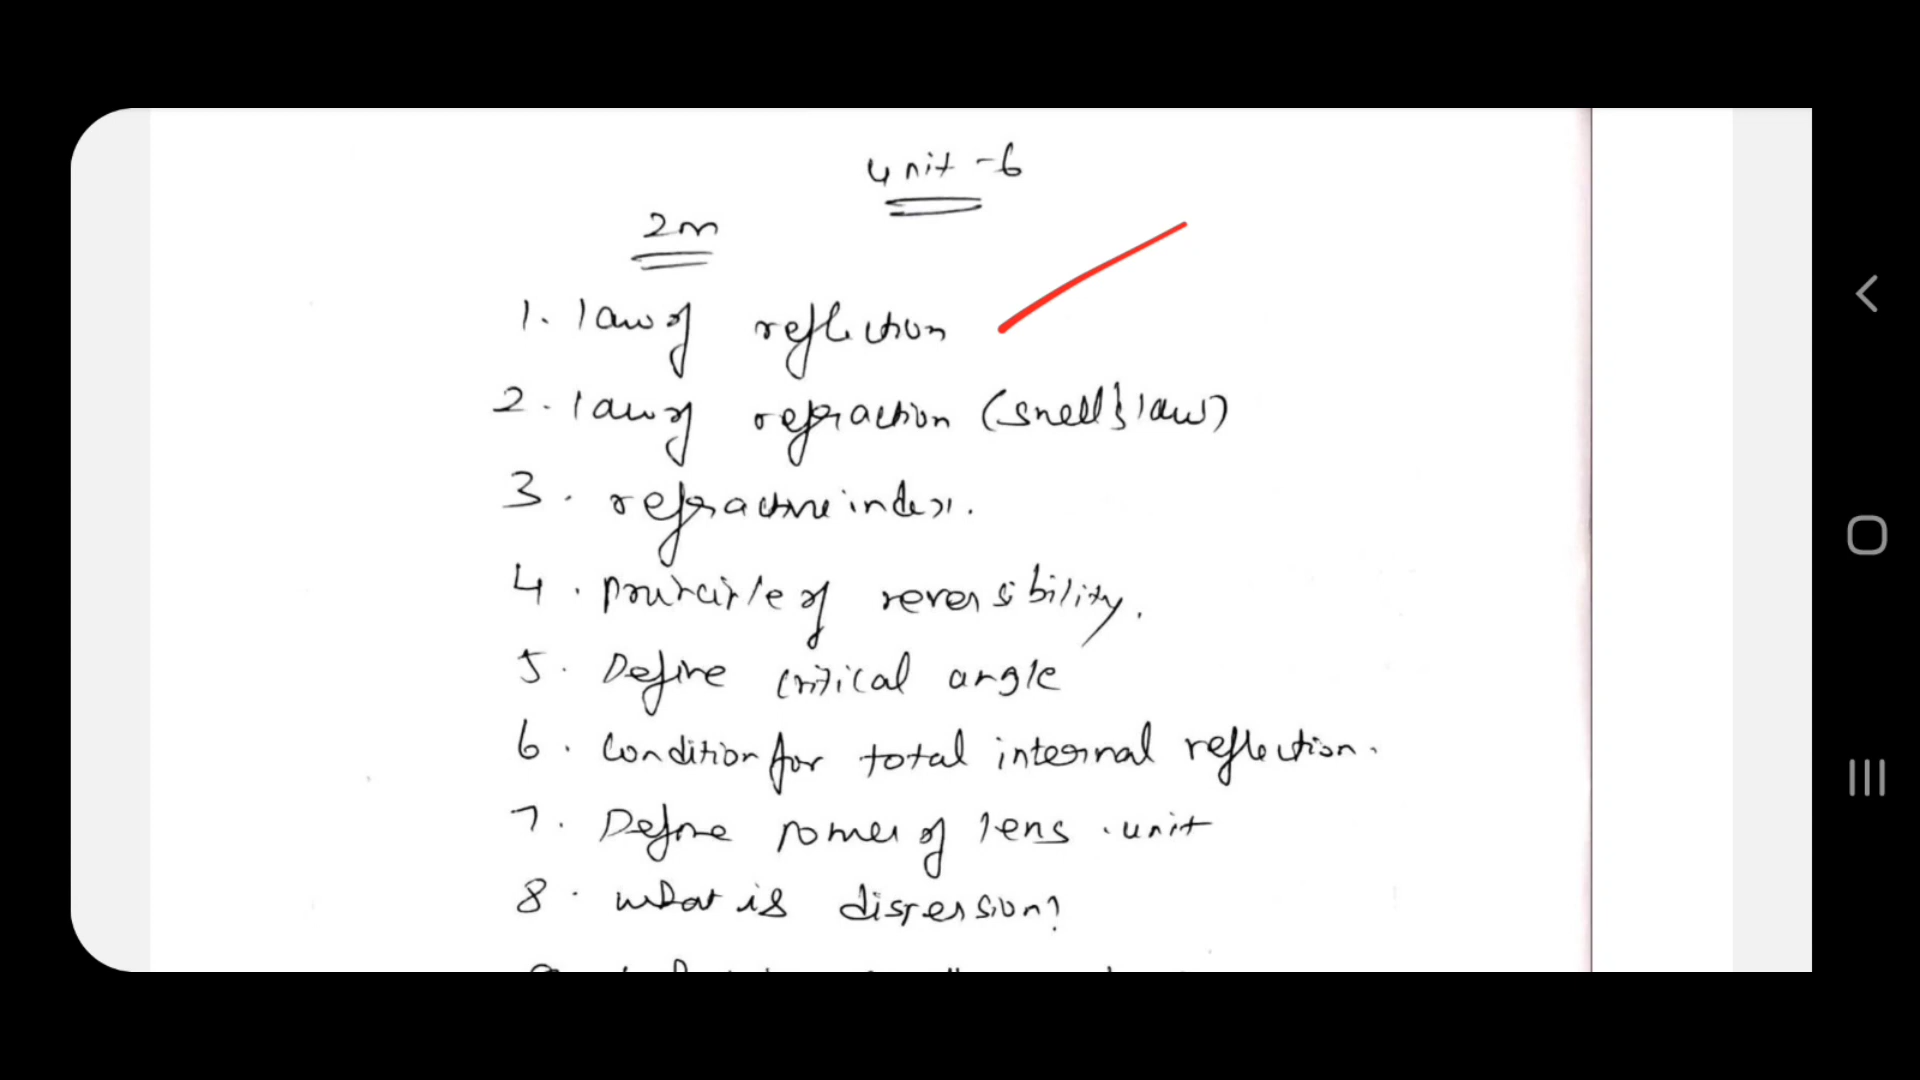 Unit -6
2m
1. law of reflection
2. law of refraction (snell's law)
3. refractive index.
4. principle of reversibility.
5. Define critical angle
6. Condition for total internal reflection.
7. Define power of lens. unit
8. what is dispersion?